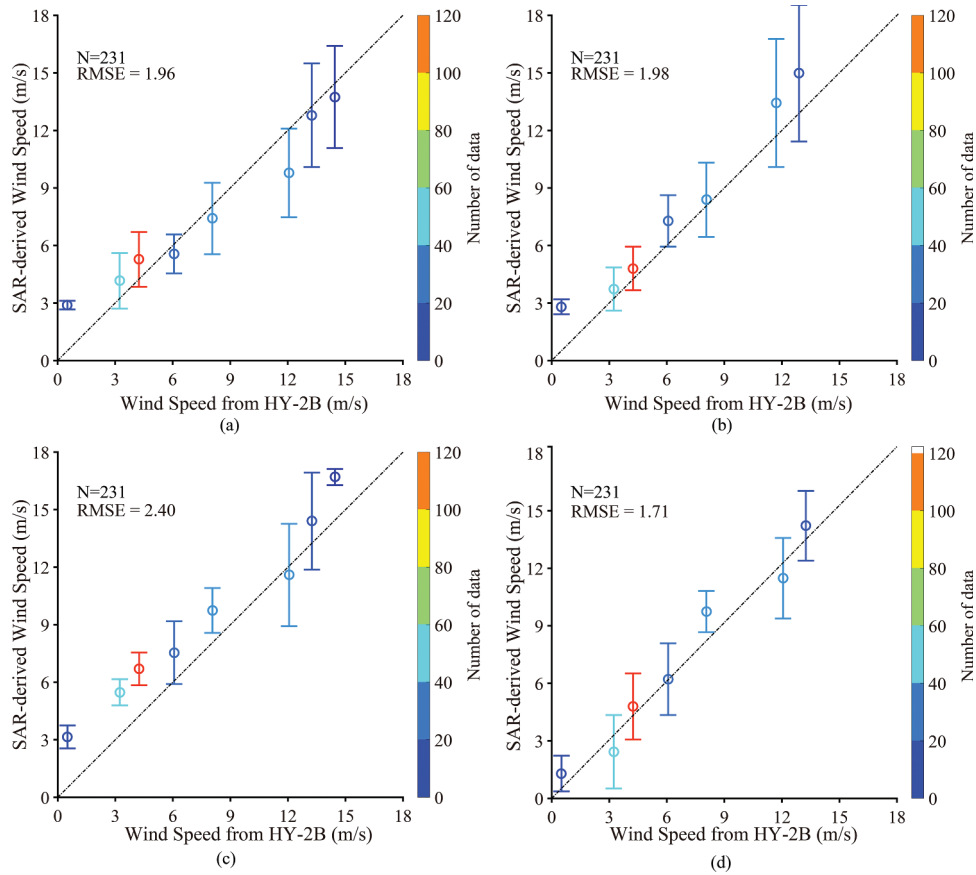 18
15
12
9
6
3
0
0 3 6 9 12 15 18
SAR-derived Wind Speed (m/s)
Wind Speed from HY-2B (m/s)
N=231
RMSE = 1.96
120
100
80
60
40
20
0
Number of data
(a)
18
15
12
9
6
3
0
0 3 6 9 12 15 18
SAR-derived Wind Speed (m/s)
Wind Speed from HY-2B (m/s)
N=231
RMSE = 1.98
120
100
80
60
40
20
0
Number of data
(b)
18
15
12
9
6
3
0
0 3 6 9 12 15 18
SAR-derived Wind Speed (m/s)
Wind Speed from HY-2B (m/s)
N=231
RMSE = 2.40
120
100
80
60
40
20
0
Number of data
(c)
18
15
12
9
6
3
0
0 3 6 9 12 15 18
SAR-derived Wind Speed (m/s)
Wind Speed from HY-2B (m/s)
N=231
RMSE = 1.71
120
100
80
60
40
20
0
Number of data
(d)